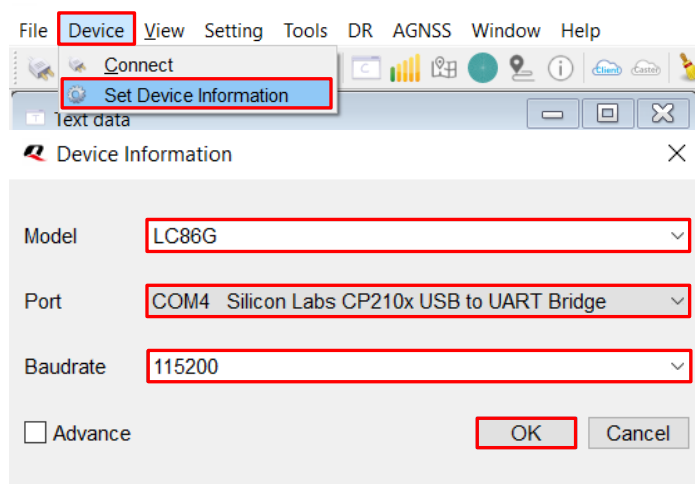 File Device View Setting Tools DR AGNSS Window Help
Connect
C
Client
Caster
Set Device Information
T Text data
Device Information
Model LC86G
Port COM4 Silicon Labs CP210x USB to UART Bridge
Baudrate 115200
Advance OK Cancel